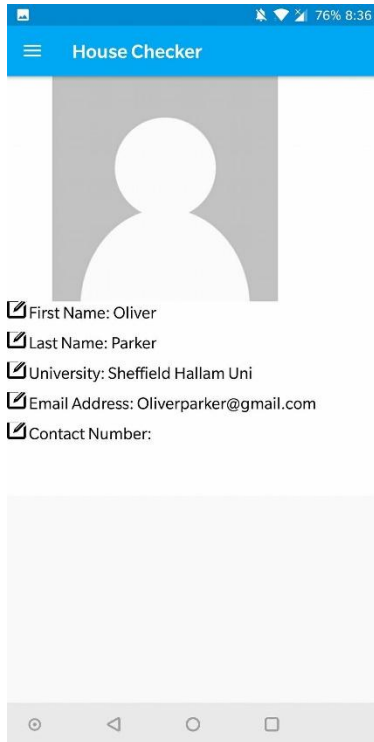 76% 8:36
House Checker
First Name: Oliver
Last Name: Parker
University: Sheffield Hallam Uni
Email Address: Oliverparker@gmail.com
Contact Number: